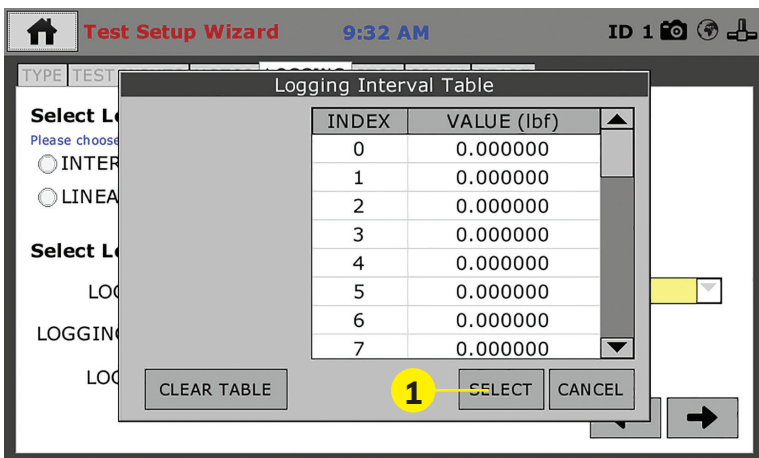 Test Setup Wizard 9:32 AM ID 1
TYPE TEST
Logging Interval Table
Select Lo
Please choose
INTER
LINEA
Select Lo
LOG
LOGGING
LOG
INDEX VALUE (lbf)
0 0.000000
1 0.000000
2 0.000000
3 0.000000
4 0.000000
5 0.000000
6 0.000000
7 0.000000
CLEAR TABLE 1 SELECT CANCEL